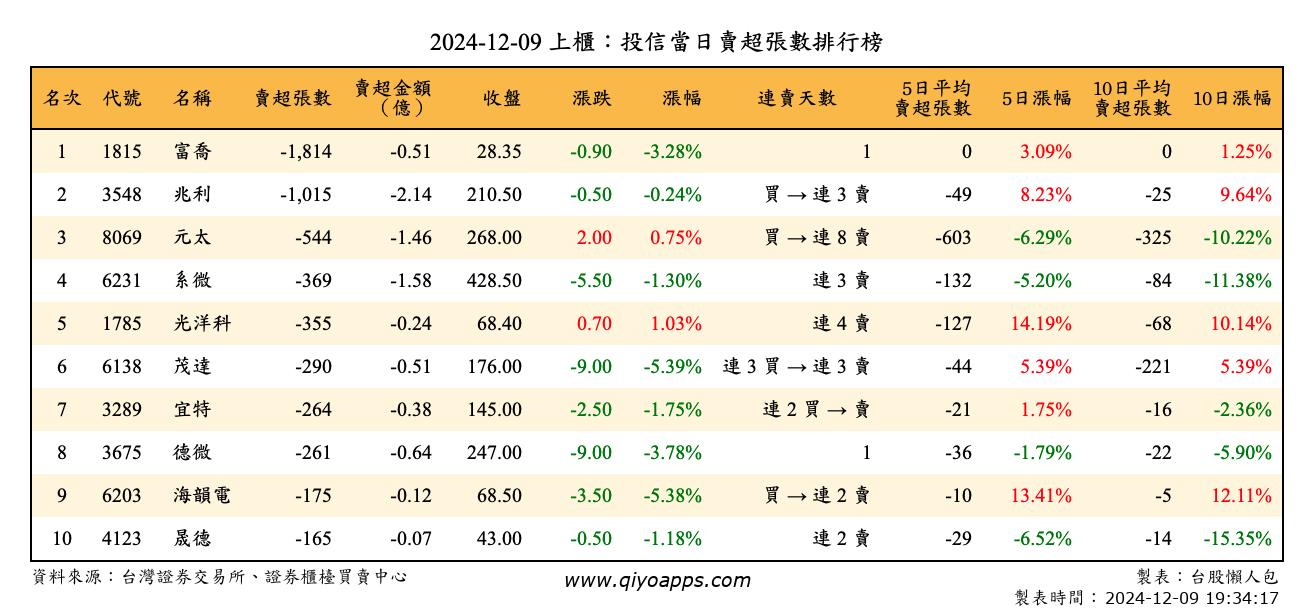 2024-12-09 上櫃：投信當日賣超張數排行榜
名次 代號 名稱 賣超張數 賣超金額（億） 收盤 漲跌 漲幅 連賣天數 5日平均賣超張數 5日漲幅 10日平均賣超張數 10日漲幅
1 1815 富喬 -1,814 -0.51 28.35 -0.90 -3.28% 1 0 3.09% 0 1.25%
2 3548 兆利 -1,015 -2.14 210.50 -0.50 -0.24% 買 → 連 3 賣 -49 8.23% -25 9.64%
3 8069 元太 -544 -1.46 268.00 2.00 0.75% 買 → 連 8 賣 -603 -6.29% -325 -10.22%
4 6231 系微 -369 -1.58 428.50 -5.50 -1.30% 連 3 賣 -132 -5.20% -84 -11.38%
5 1785 光洋科 -355 -0.24 68.40 0.70 1.03% 連 4 賣 -127 14.19% -68 10.14%
6 6138 茂達 -290 -0.51 176.00 -9.00 -5.39% 連 3 買 → 連 3 賣 -44 5.39% -221 5.39%
7 3289 宜特 -264 -0.38 145.00 -2.50 -1.75% 連 2 買 → 賣 -21 1.75% -16 -2.36%
8 3675 德微 -261 -0.64 247.00 -9.00 -3.78% 1 -36 -1.79% -22 -5.90%
9 6203 海韻電 -175 -0.12 68.50 -3.50 -5.38% 買 → 連 2 賣 -10 13.41% -5 12.11%
10 4123 晟德 -165 -0.07 43.00 -0.50 -1.18% 連 2 賣 -29 -6.52% -14 -15.35%
資料來源：台灣證券交易所、證券櫃檯買賣中心 www.qiyoapps.com 製表：台股懶人包
製表時間：2024-12-09 19:34:17